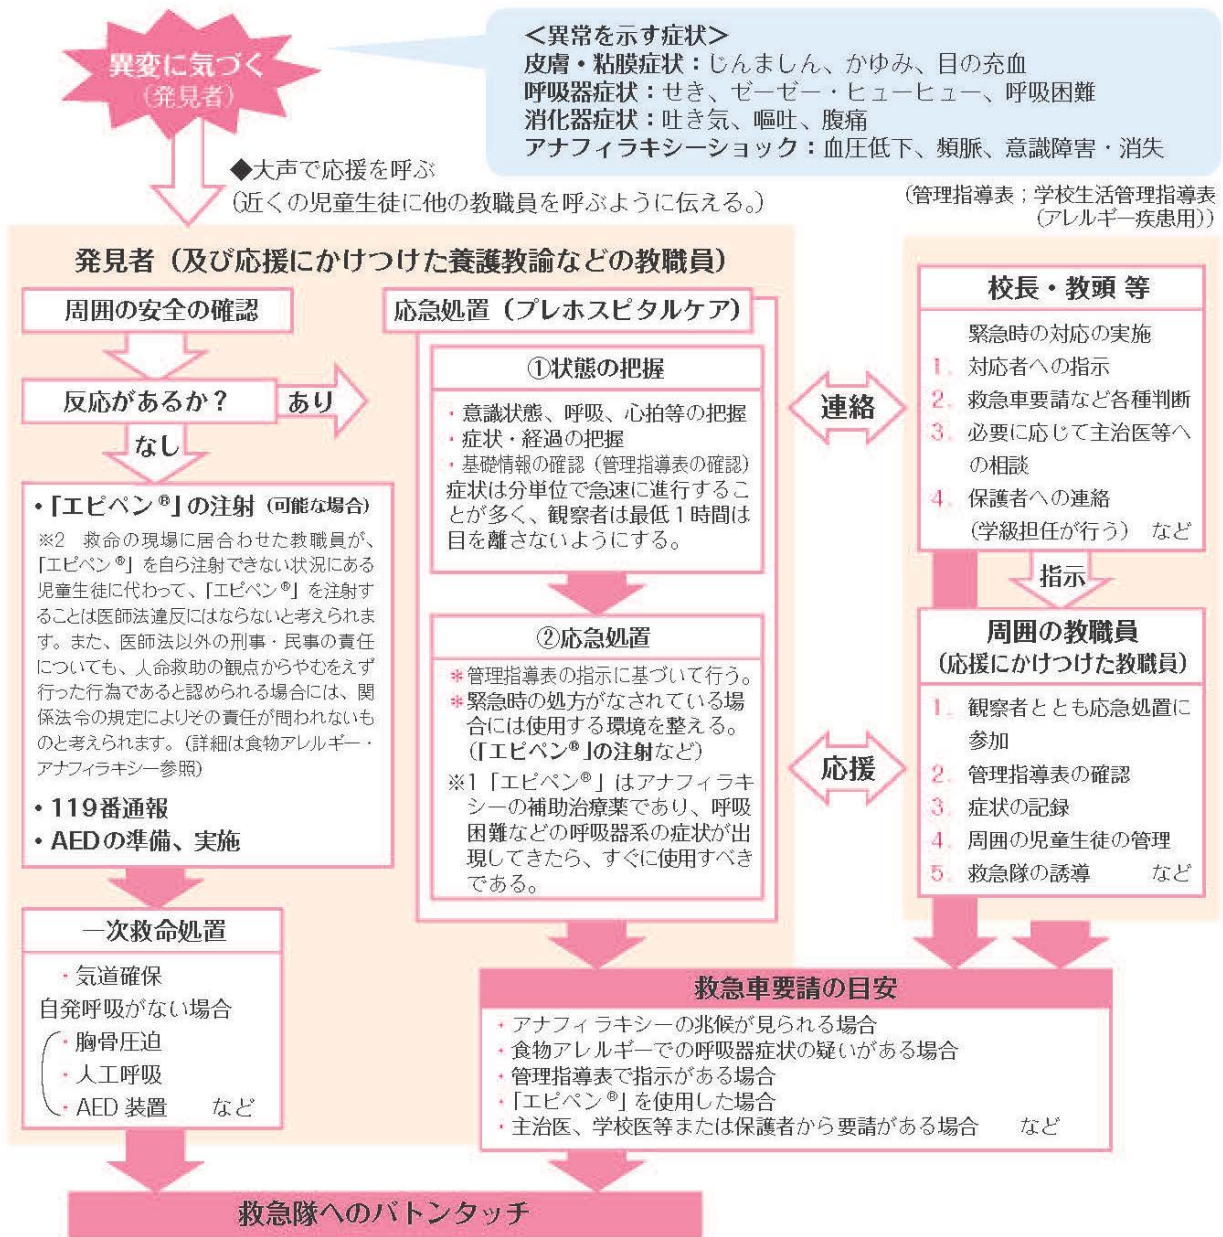 異変に気づく
（発見者）
＜異常を示す症状＞
皮膚・粘膜症状：じんましん、かゆみ、目の充血
呼吸器症状：せき、ゼーゼー・ヒューヒュー、呼吸困難
消化器症状：吐き気、嘔吐、腹痛
アナフィラキシーショック：血圧低下、頻脈、意識障害・消失
◆大声で応援を呼ぶ
（近くの児童生徒に他の教職員を呼ぶように伝える。）
（管理指導表；学校生活管理指導表
（アレルギー疾患用））
発見者（及び応援にかけつけた養護教諭などの教職員）
周囲の安全の確認
反応があるか？
あり
なし
・「エピペン®」の注射（可能な場合）
※2　救命の現場に居合わせた教職員が、
「エピペン®」を自ら注射できない状況にある
児童生徒に代わって、「エピペン®」を注射す
ることは医師法違反にはならないと考えられま
す。また、医師法以外の刑事・民事の責任
についても、人命救助の観点からやむをえず
行った行為であると認められる場合には、関
係法令の規定によりその責任が問われないも
のと考えられます。（詳細は食物アレルギー・
アナフィラキシー参照）
・119番通報
・AEDの準備、実施
一次救命処置
・気道確保
自発呼吸がない場合
・胸骨圧迫
・人工呼吸
・AED 装置　　など
応急処置（プレホスピタルケア）
①状態の把握
・意識状態、呼吸、心拍等の把握
・症状・経過の把握
・基礎情報の確認（管理指導表の確認）
症状は分単位で急速に進行するこ
とが多く、観察者は最低１時間は
目を離さないようにする。
②応急処置
＊管理指導表の指示に基づいて行う。
＊緊急時の処方がなされている場
合には使用する環境を整える。
（「エピペン®」の注射など）
※1「エピペン®」はアナフィラキ
シーの補助治療薬であり、呼吸
困難などの呼吸器系の症状が出
現してきたら、すぐに使用すべき
である。
連絡
応援
校長・教頭 等
緊急時の対応の実施
1．対応者への指示
2．救急車要請など各種判断
3．必要に応じて主治医等へ
の相談
4．保護者への連絡
（学級担任が行う）　など
指示
周囲の教職員
（応援にかけつけた教職員）
1．観察者ととも応急処置に
参加
2．管理指導表の確認
3．症状の記録
4．周囲の児童生徒の管理
5．救急隊の誘導　　など
救急車要請の目安
・アナフィラキシーの兆候が見られる場合
・食物アレルギーでの呼吸器症状の疑いがある場合
・管理指導表で指示がある場合
・「エピペン®」を使用した場合
・主治医、学校医等または保護者から要請がある場合　　など
救急隊へのバトンタッチ